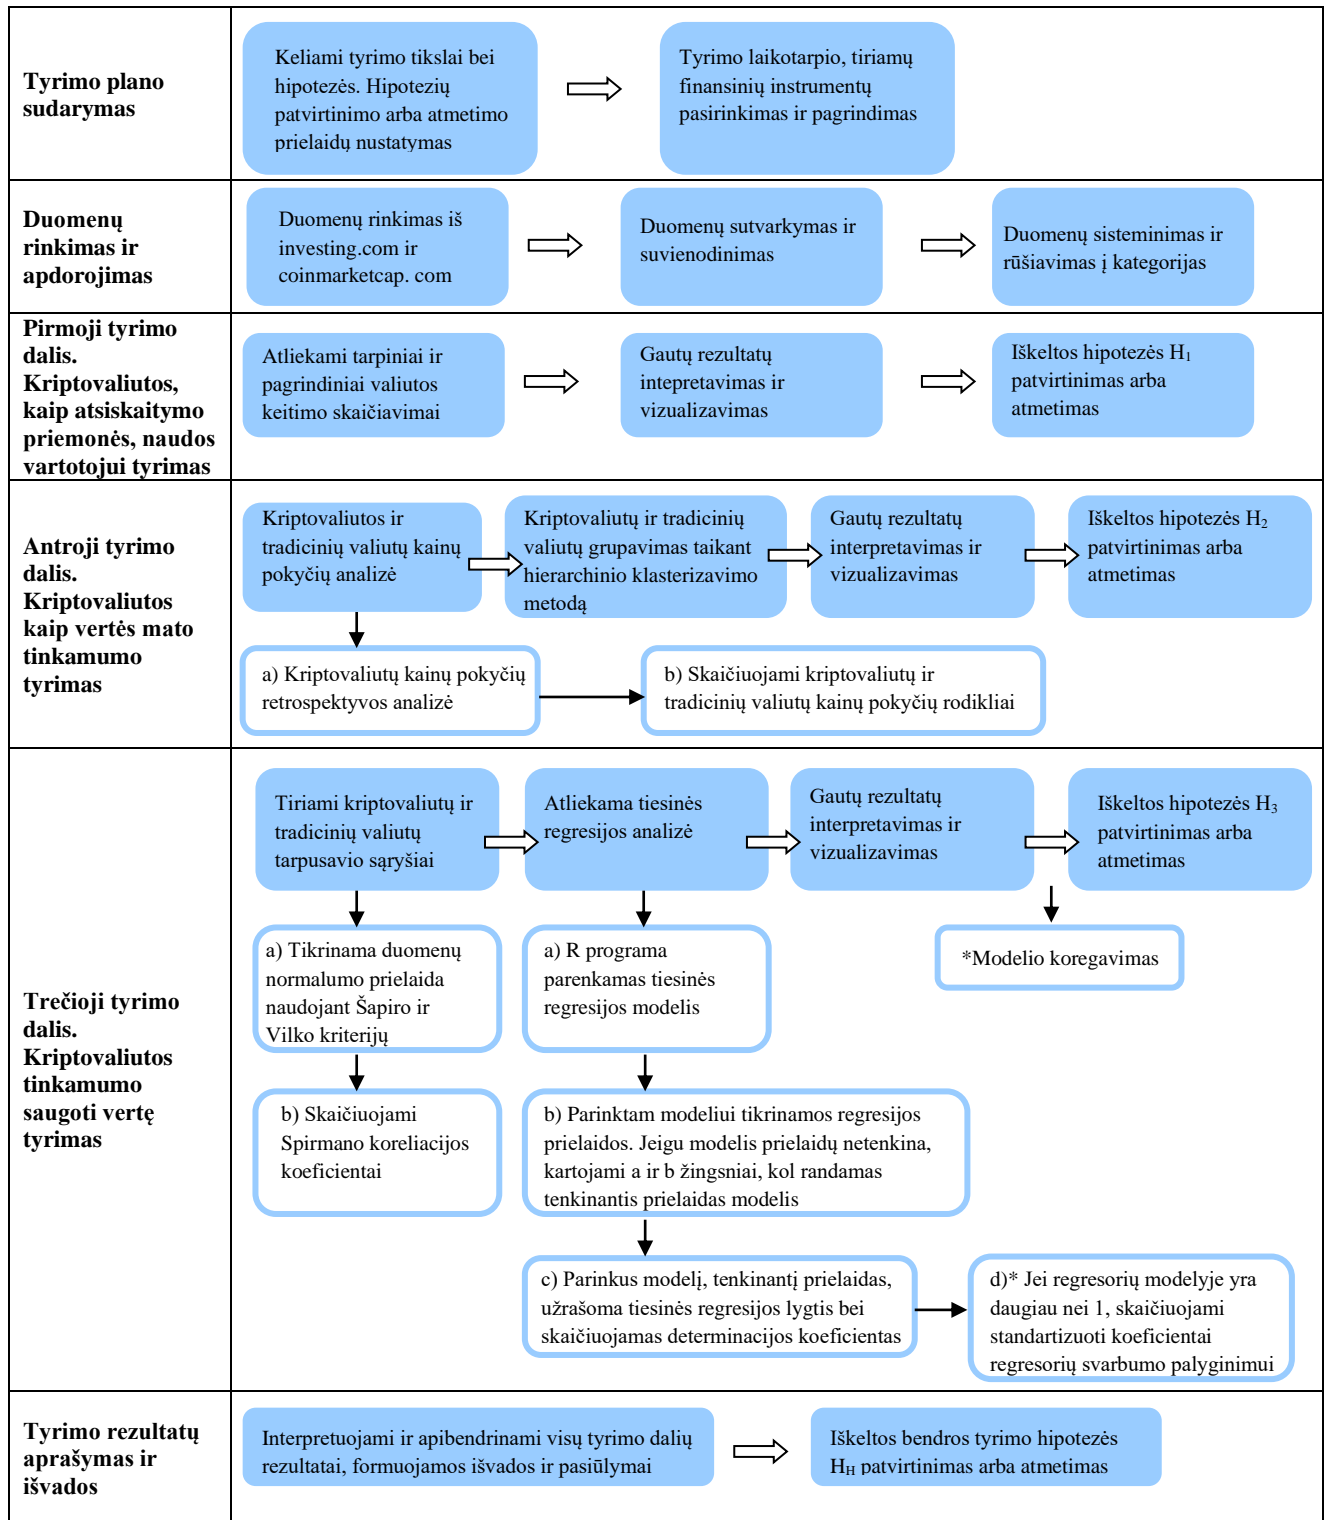 Tyrimo plano
sudarymas
Keliami tyrimo tikslai bei
hipotezės. Hipotezių
patvirtinimo arba atmetimo
prielaidų nustatymas
Tyrimo laikotarpio, tiriamų
finansinių instrumentų
pasirinkimas ir pagrindimas
Duomenų
rinkimas ir
apdorojimas
Duomenų rinkimas iš
investing.com ir
coinmarketcap. com
Duomenų sutvarkymas ir
suvienodinimas
Duomenų sisteminimas ir
rūšiavimas į kategorijas
Pirmoji tyrimo
dalis.
Kriptovaliutos,
kaip atsiskaitymo
priemonės, naudos
vartotojui tyrimas
Atliekami tarpiniai ir
pagrindiniai valiutos
keitimo skaičiavimai
Gautų rezultatų
intepretavimas ir
vizualizavimas
Iškeltos hipotezės H₁
patvirtinimas arba
atmetimas
Antroji tyrimo
dalis.
Kriptovaliutos
kaip vertės mato
tinkamumo
tyrimas
Kriptovaliutos ir
tradicinių valiutų kainų
pokyčių analizė
Kriptovaliutų ir tradicinių
valiutų grupavimas taikant
hierarchinio klasterizavimo
metodą
Gautų rezultatų
interpretavimas ir
vizualizavimas
Iškeltos hipotezės H₂
patvirtinimas arba
atmetimas
a) Kriptovaliutų kainų pokyčių
retrospektyvos analizė
b) Skaičiuojami kriptovaliutų ir
tradicinių valiutų kainų pokyčių rodikliai
Trečioji tyrimo
dalis.
Kriptovaliutos
tinkamumo
saugoti vertę
tyrimas
Tiriami kriptovaliutų ir
tradicinių valiutų
tarpusavio sąryšiai
Atliekama tiesinės
regresijos analizė
Gautų rezultatų
interpretavimas ir
vizualizavimas
Iškeltos hipotezės H₃
patvirtinimas arba
atmetimas
a) Tikrinama duomenų
normalumo prielaida
naudojant Šapiro ir
Vilko kriterijų
a) R programa
parenkamas tiesinės
regresijos modelis
*Modelio koregavimas
b) Skaičiuojami
Spirmano koreliacijos
koeficientai
b) Parinktam modeliui tikrinamos regresijos
prielaidos. Jeigu modelis prielaidų netenkina,
kartojami a ir b žingsniai, kol randamas
tenkinantis prielaidas modelis
c) Parinkus modelį, tenkinantį prielaidas,
užrašoma tiesinės regresijos lygtis bei
skaičiuojamas determinacijos koeficientas
d)* Jei regresorių modelyje yra
daugiau nei 1, skaičiuojami
standartizuoti koeficientai
regresorių svarbumo palyginimui
Tyrimo rezultatų
aprašymas ir
išvados
Interpretuojami ir apibendrinami visų tyrimo dalių
rezultatai, formuojamos išvados ir pasiūlymai
Iškeltos bendros tyrimo hipotezės
H_H patvirtinimas arba atmetimas